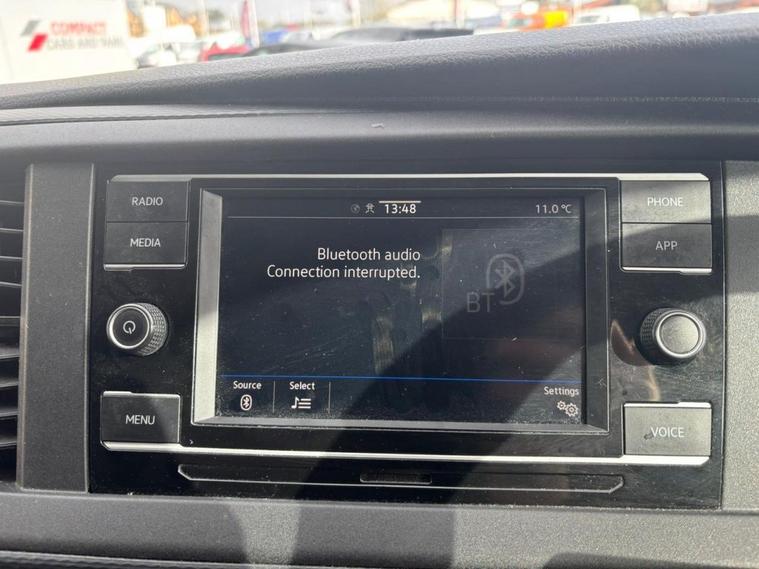 COMPACT
CARS AND VANS
RADIO
MEDIA
MENU
13:48
11.0 °C
Bluetooth audio
Connection interrupted.
BT
Source
Select
Settings
PHONE
APP
VOICE